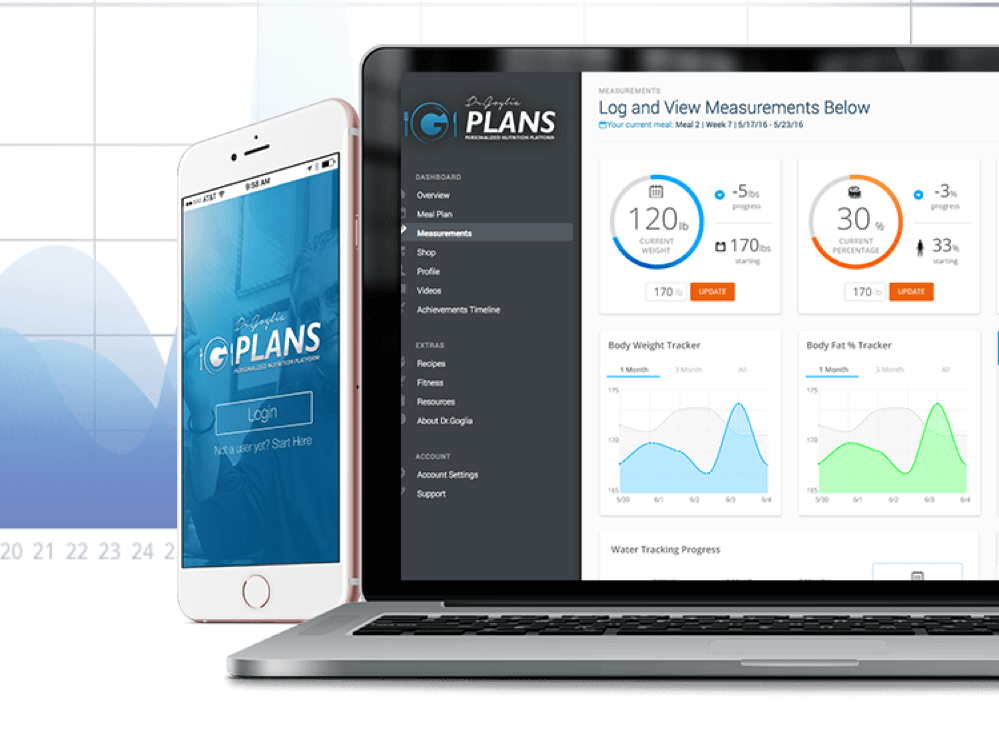 20 21 22 23 24
AT&T
9:58 AM
Dr.Goglia
G PLANS
PERSONALIZED NUTRITION PLATFORM
Login
Not a user yet? Start Here
Dr.Goglia
G PLANS
PERSONALIZED NUTRITION PLATFORM
DASHBOARD
Overview
Meal Plan
Measurements
Shop
Profile
Videos
Achievements Timeline
EXTRAS
Recipes
Fitness
Resources
About Dr.Goglia
ACCOUNT
Account Settings
Support
MEASUREMENTS
Log and View Measurements Below
Your current meal: Meal 2 | Week 7 | 5/17/16 - 5/23/16
120 lb
CURRENT
WEIGHT
-5 lbs
progress
170 lbs
starting
170 lb UPDATE
30 %
CURRENT
PERCENTAGE
-3%
progress
33%
starting
170 lb UPDATE
Body Weight Tracker
1 Month 3 Month All
175
170
165
5/30 6/1 6/2 6/3 6/4
Body Fat % Tracker
1 Month 3 Month All
175
170
165
5/30 6/1 6/2 6/3 6/4
Water Tracking Progress